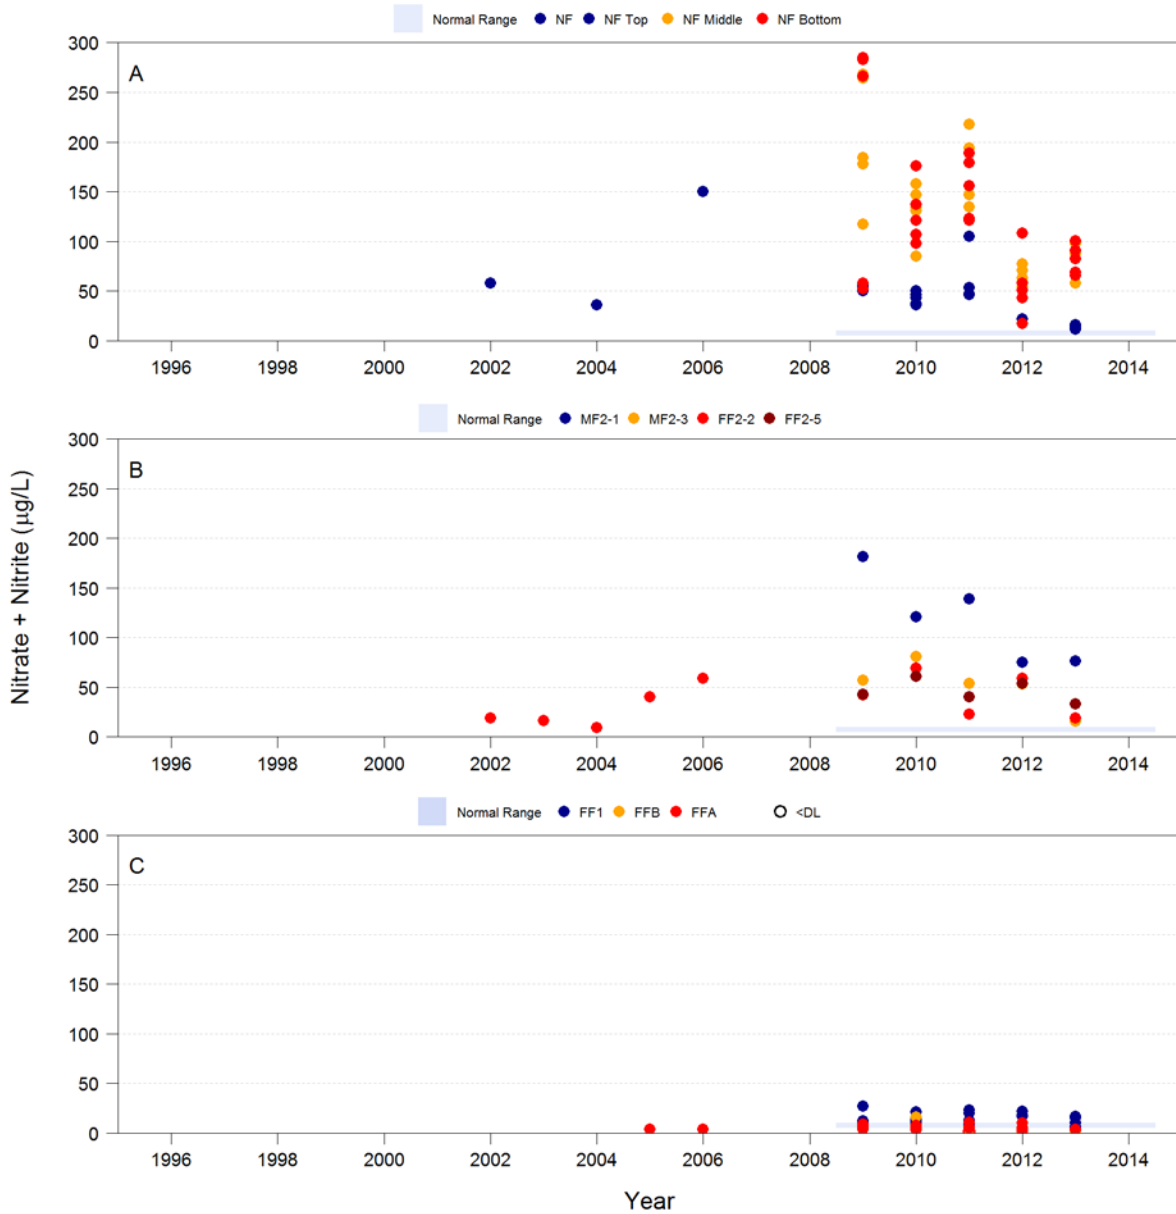 Normal Range NF NF Top NF Middle NF Bottom
A
300
250
200
150
100
50
0
1996 1998 2000 2002 2004 2006 2008 2010 2012 2014
Normal Range MF2-1 MF2-3 FF2-2 FF2-5
B
300
250
200
150
100
50
0
1996 1998 2000 2002 2004 2006 2008 2010 2012 2014
Nitrate + Nitrite (µg/L)
Normal Range FF1 FFB FFA <DL
C
300
250
200
150
100
50
0
1996 1998 2000 2002 2004 2006 2008 2010 2012 2014
Year